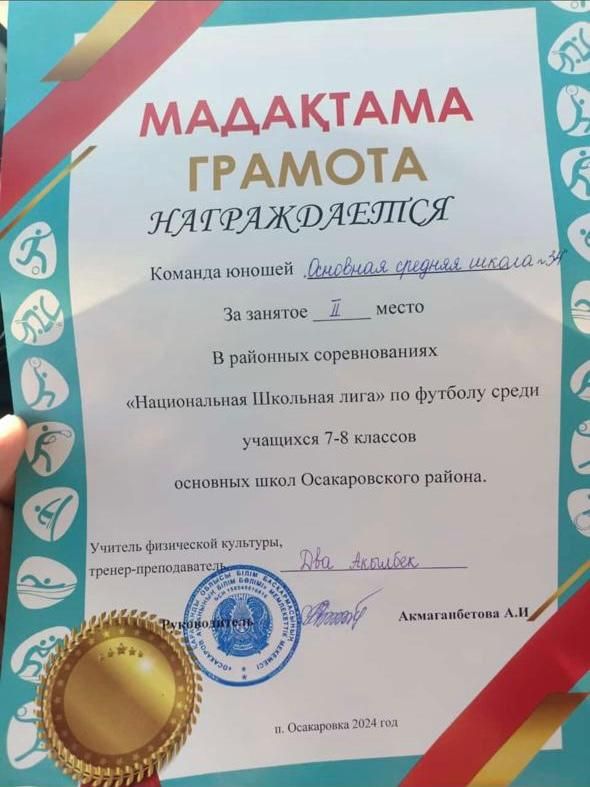 МАДАҚТАМА
ГРАМОТА
НАГРАЖДАЕТСЯ
Команда юношей Основная средняя школа №34
За занятое II место
В районных соревнованиях
«Национальная Школьная лига» по футболу среди
учащихся 7-8 классов
основных школ Осакаровского района.
Учитель физической культуры,
тренер-преподаватель Два Акылбек
Руководитель Акмаганбетова А.И
п. Осакаровка 2024 год